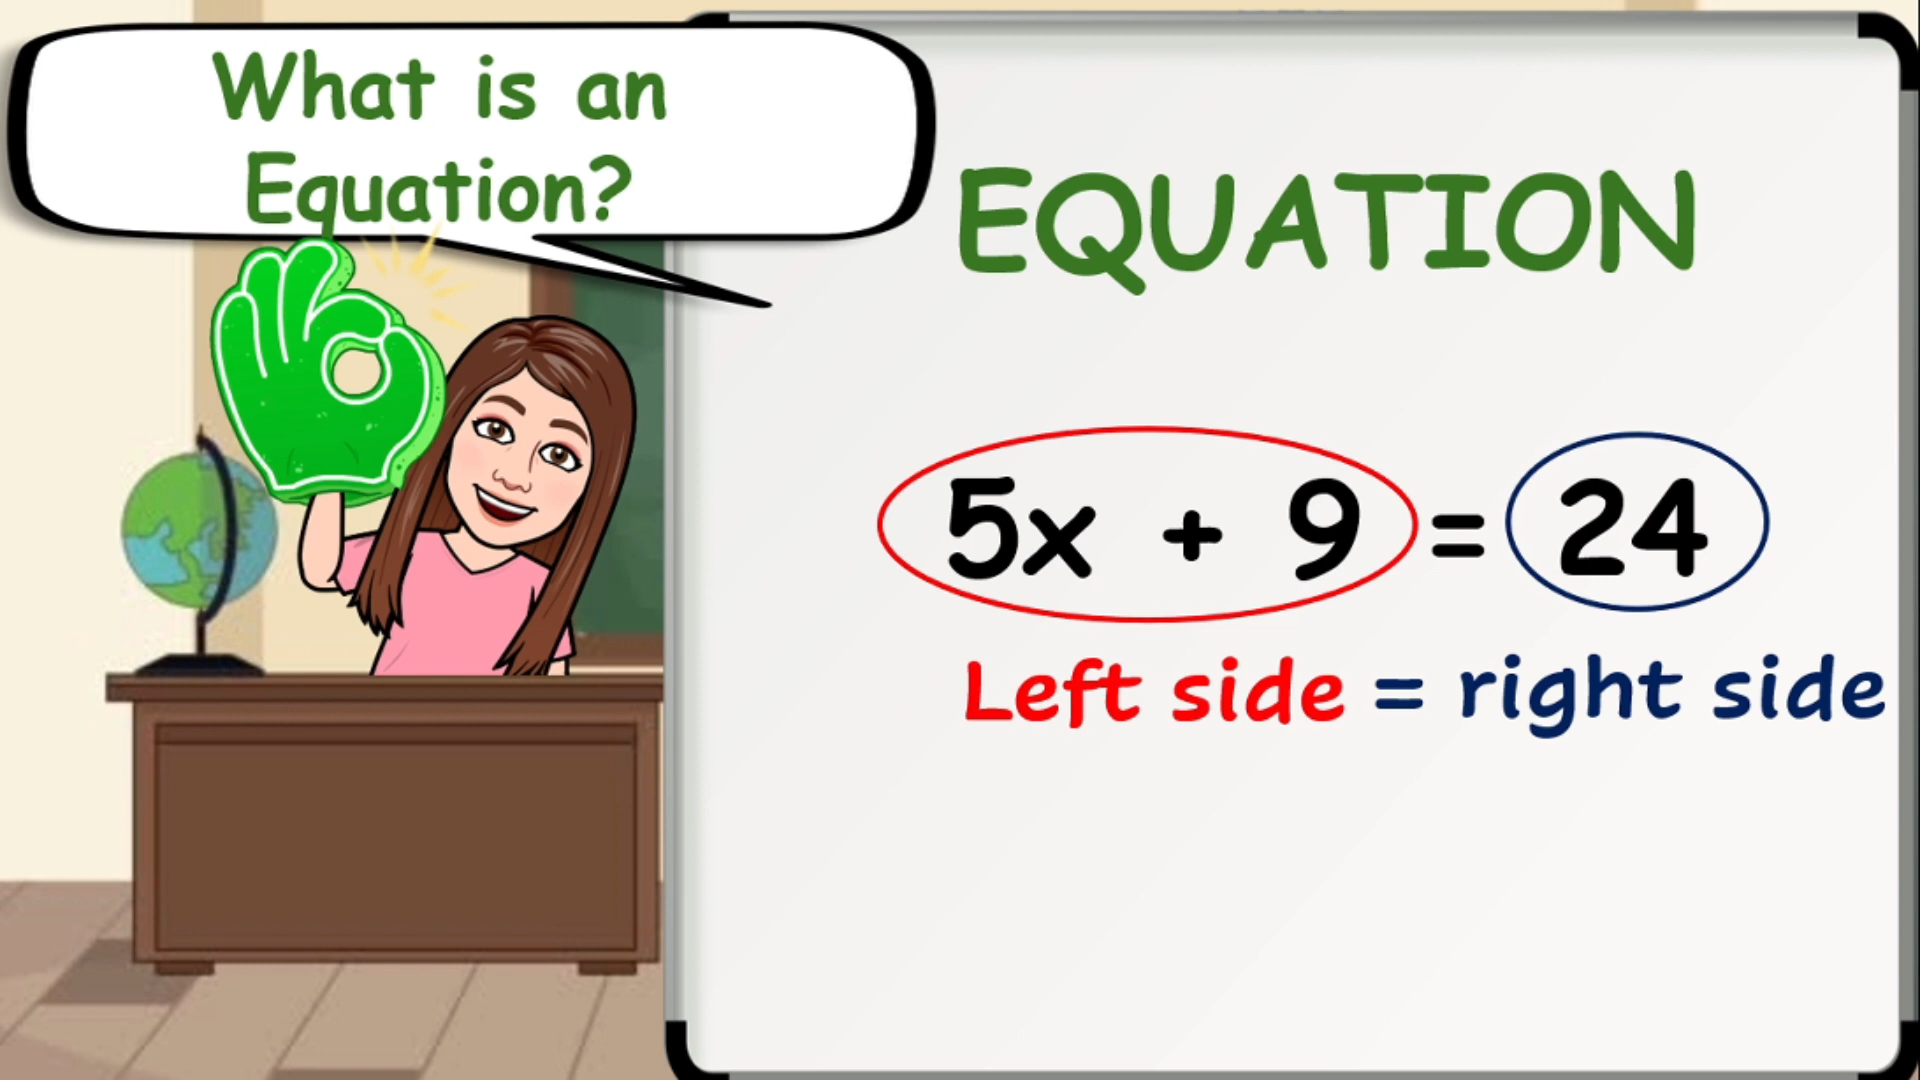 What is an
Equation?
EQUATION
5x + 9 = 24
Left side = right side